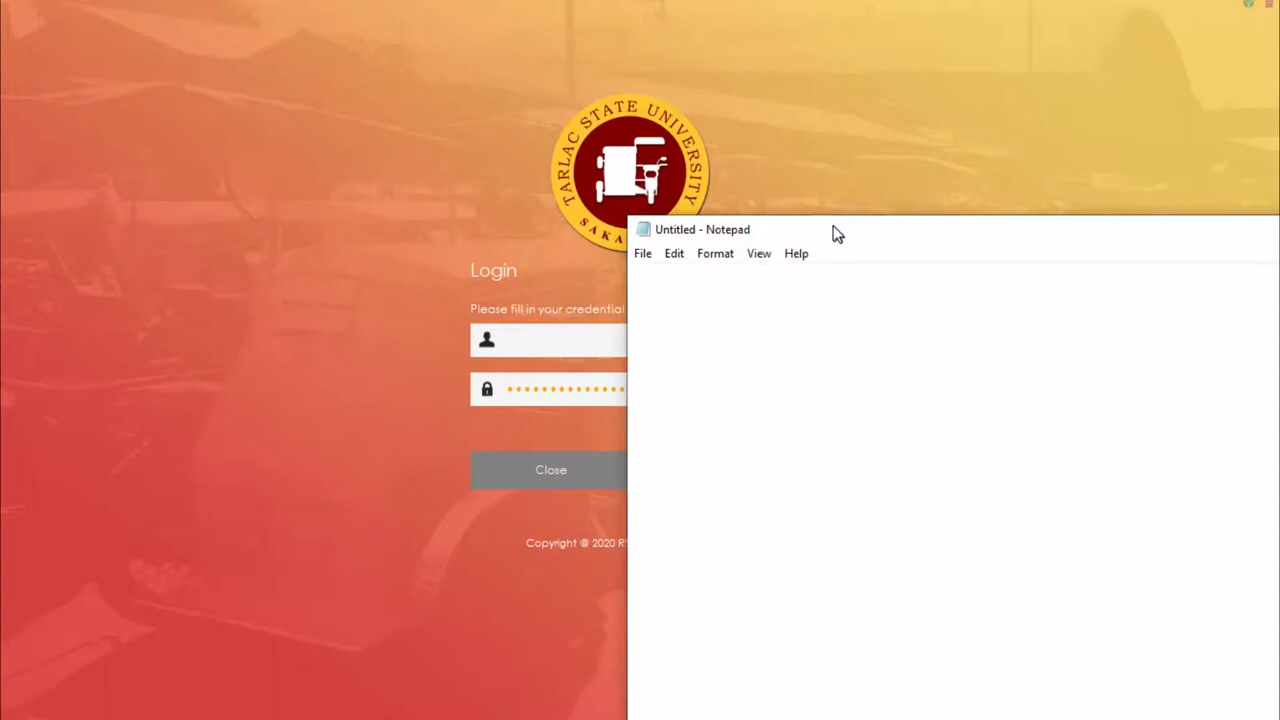 TARLAC STATE UNIVERSITY
SAKA
Untitled - Notepad
File Edit Format View Help
Login
Please fill in your credential
Close
Copyright @ 2020 R